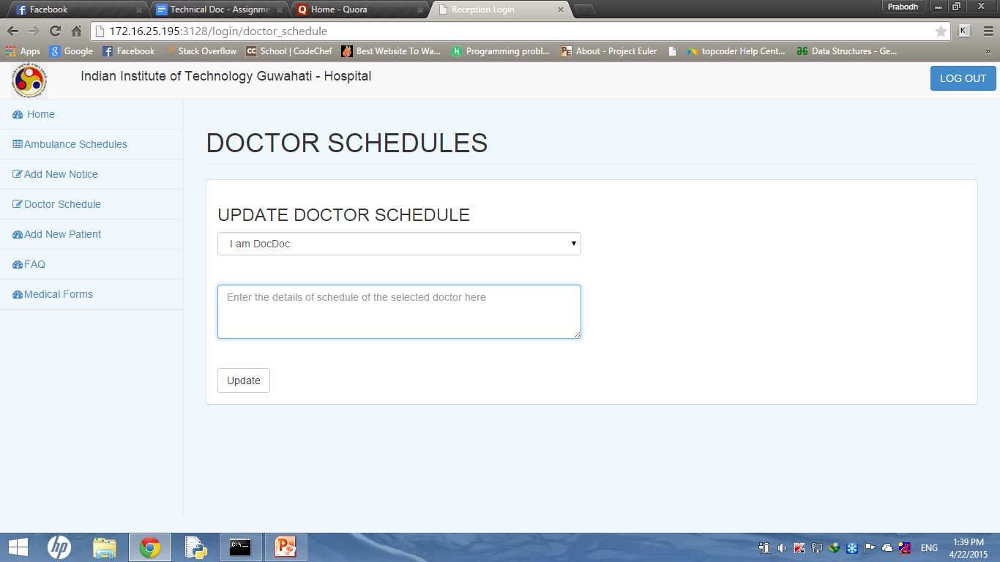 Facebook
Technical Doc - Assignme
Home - Quora
Reception Login
Prabodh
172.16.25.195:3128/login/doctor_schedule
K
Apps
Google
Facebook
Stack Overflow
CC School | CodeChef
Best Website To Wa...
Programming probl...
About - Project Euler
topcoder Help Cent...
Data Structures - Ge...
»
Indian Institute of Technology Guwahati - Hospital
LOG OUT
Home
Ambulance Schedules
Add New Notice
Doctor Schedule
Add New Patient
FAQ
Medical Forms
DOCTOR SCHEDULES
UPDATE DOCTOR SCHEDULE
I am DocDoc
Enter the details of schedule of the selected doctor here
Update
ENG
1:39 PM
4/22/2015